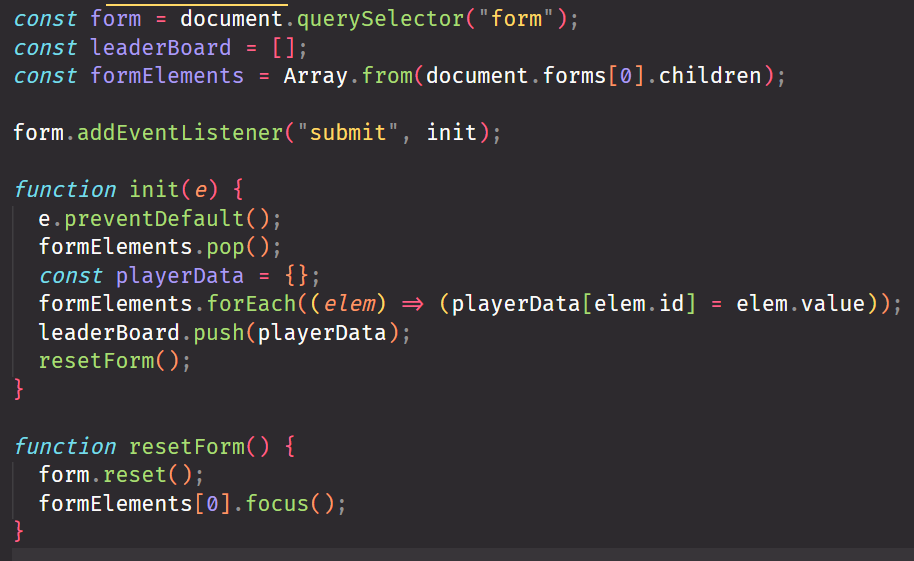 const form = document.querySelector("form");
const leaderBoard = [];
const formElements = Array.from(document.forms[0].children);

form.addEventListener("submit", init);

function init(e) {
  e.preventDefault();
  formElements.pop();
  const playerData = {};
  formElements.forEach((elem) => (playerData[elem.id] = elem.value));
  leaderBoard.push(playerData);
  resetForm();
}

function resetForm() {
  form.reset();
  formElements[0].focus();
}